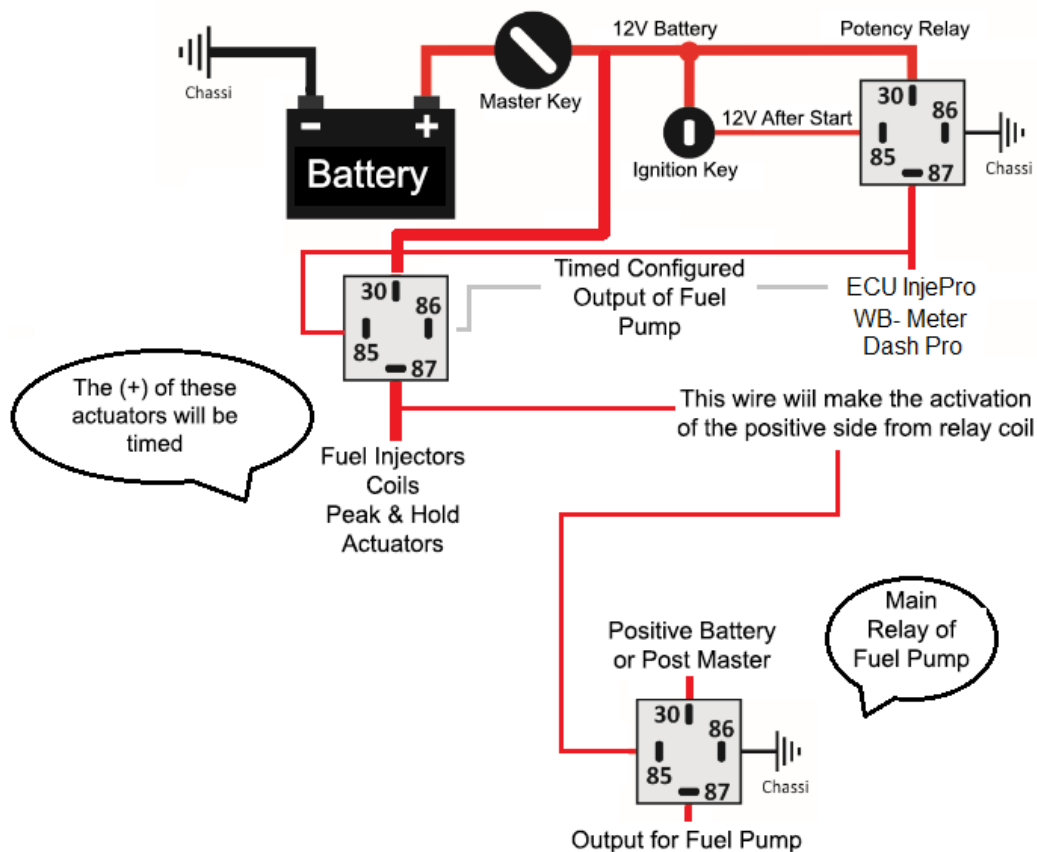 12V Battery
Potency Relay
Chassi
Master Key
30
86
85
87
12V After Start
Ignition Key
Chassi
- +
Battery
30
86
85
87
Timed Configured
Output of Fuel
Pump
ECU InjePro
WB- Meter
Dash Pro
The (+) of these
actuators will be
timed
This wire wiil make the activation
of the positive side from relay coil
Fuel Injectors
Coils
Peak & Hold
Actuators
Main
Relay of
Fuel Pump
Positive Battery
or Post Master
30
86
85
87
Chassi
Output for Fuel Pump